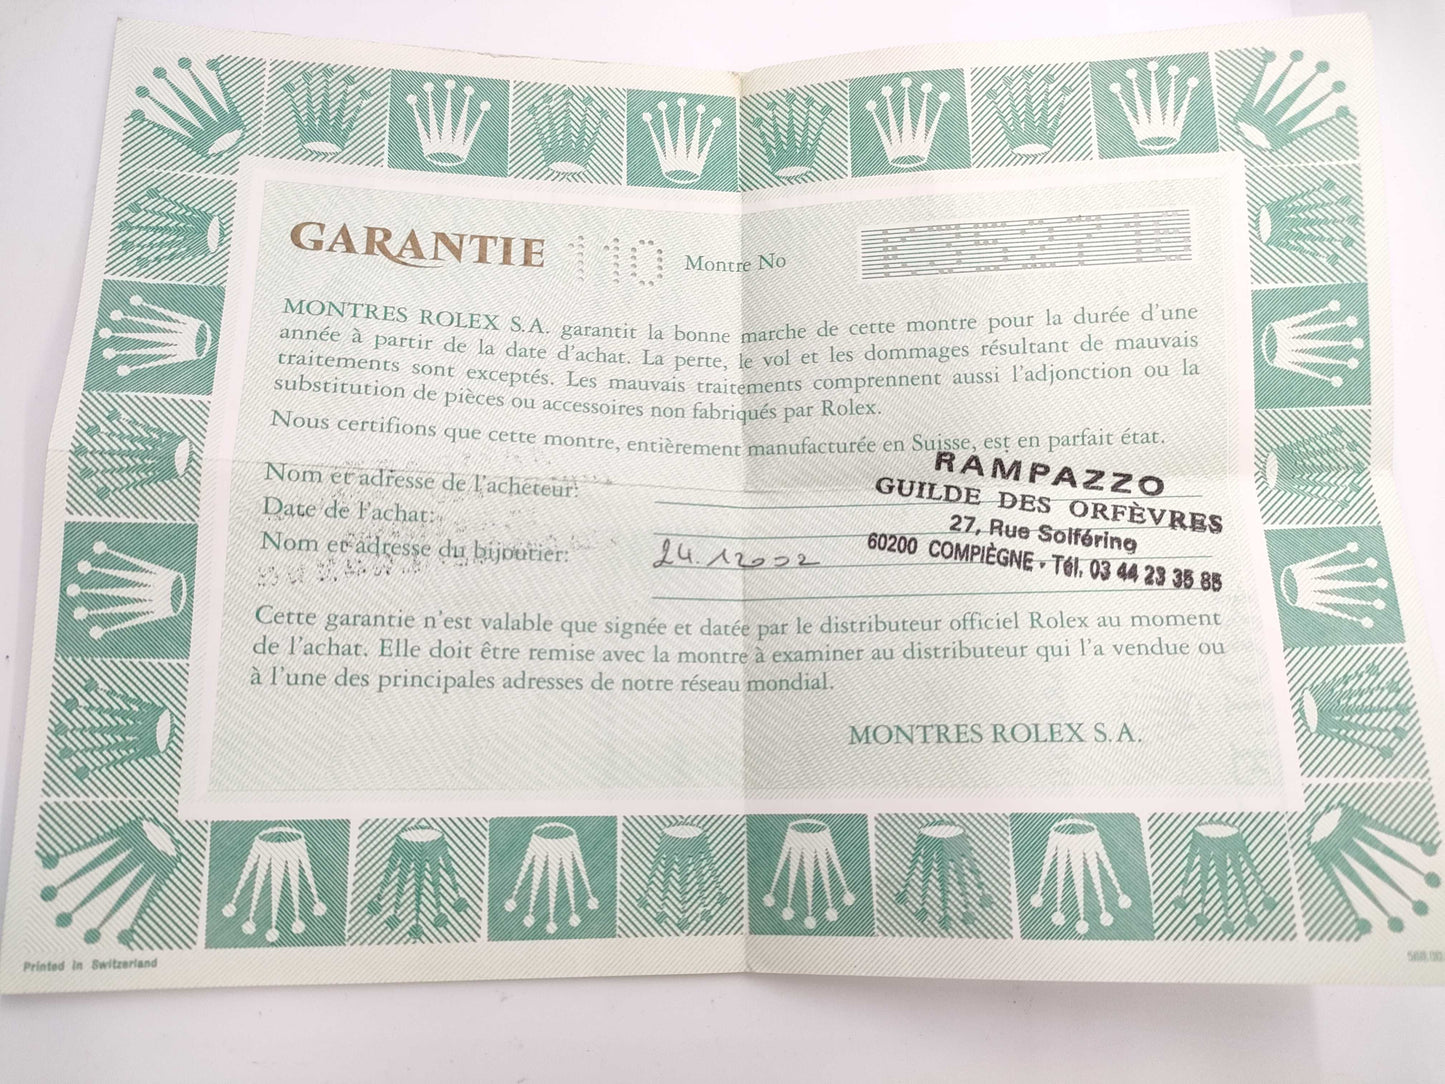 GARANTIE 110 Montre No
MONTRES ROLEX S.A. garantit la bonne marche de cette montre pour la durée d'une
année à partir de la date d'achat. La perte, le vol et les dommages résultant de mauvais
traitements sont exceptés. Les mauvais traitements comprennent aussi l'adjonction ou la
substitution de pièces ou accessoires non fabriqués par Rolex.
Nous certifions que cette montre, entièrement manufacturée en Suisse, est en parfait état.
Nom et adresse de l'acheteur:
Date de l'achat:
Nom et adresse du bijoutier:
24.12002
RAMPAZZO
GUILDE DES ORFÈVRES
27, Rue Solférino
60200 COMPIÈGNE - Tél. 03 44 23 35 85
Cette garantie n'est valable que signée et datée par le distributeur officiel Rolex au moment
de l'achat. Elle doit être remise avec la montre à examiner au distributeur qui l'a vendue ou
à l'une des principales adresses de notre réseau mondial.
MONTRES ROLEX S.A.
Printed in Switzerland